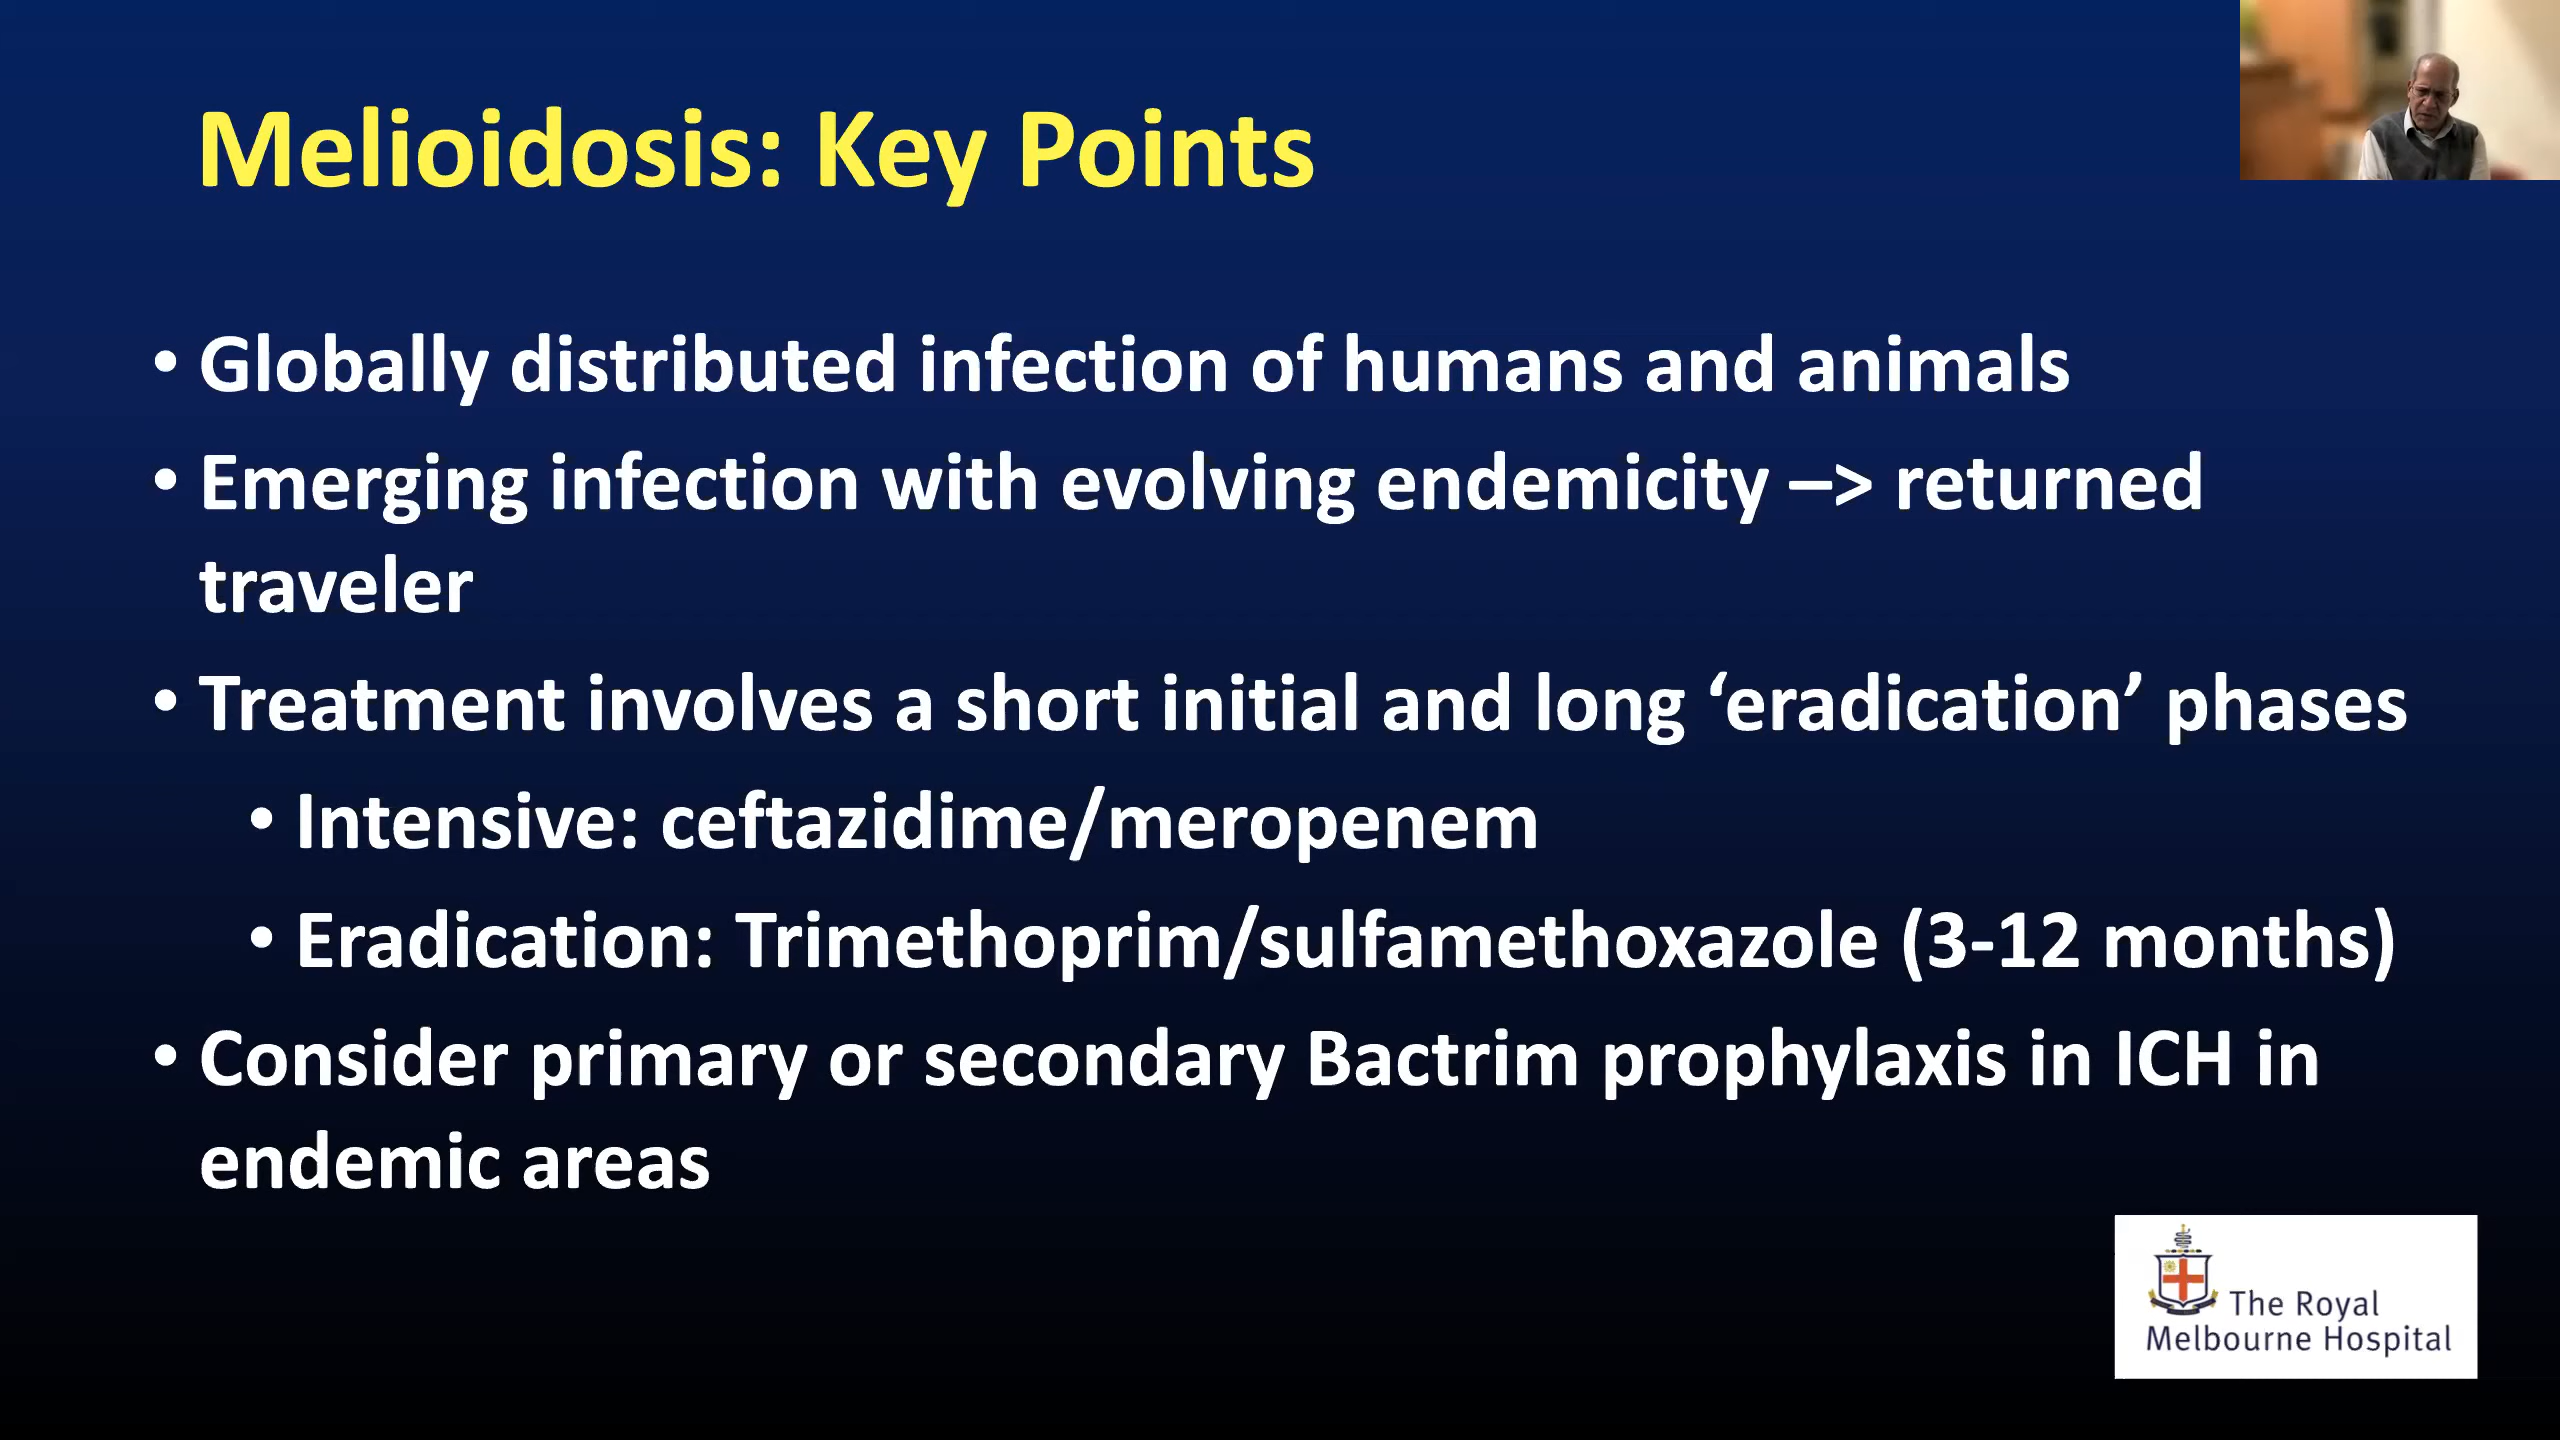 Melioidosis: Key Points
• Globally distributed infection of humans and animals
• Emerging infection with evolving endemicity –> returned
traveler
• Treatment involves a short initial and long ‘eradication’ phases
• Intensive: ceftazidime/meropenem
• Eradication: Trimethoprim/sulfamethoxazole (3-12 months)
• Consider primary or secondary Bactrim prophylaxis in ICH in
endemic areas
The Royal
Melbourne Hospital